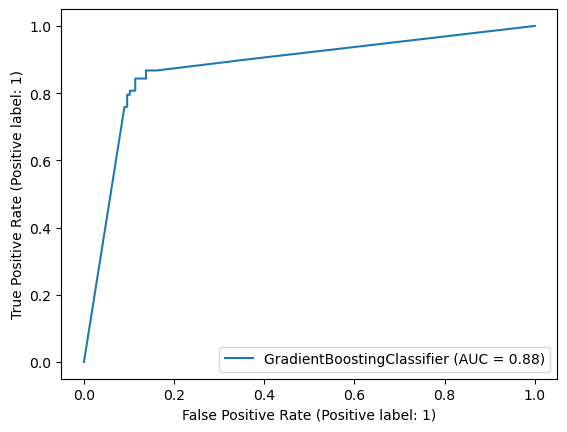 1.0
0.8
0.6
0.4
0.2
0.0
True Positive Rate (Positive label: 1)
GradientBoostingClassifier (AUC = 0.88)
0.0 0.2 0.4 0.6 0.8 1.0
False Positive Rate (Positive label: 1)